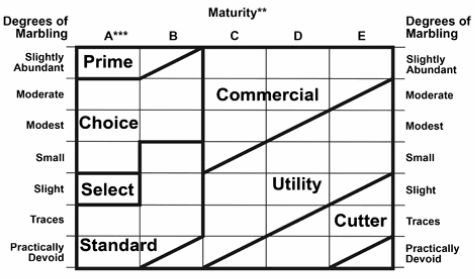 Maturity**
Degrees of Marbling A*** B C D E Degrees of Marbling
Slightly Abundant Prime Slightly Abundant
Moderate Commercial Moderate
Modest Choice Modest
Small Small
Slight Select Utility Slight
Traces Cutter Traces
Practically Devoid Standard Practically Devoid